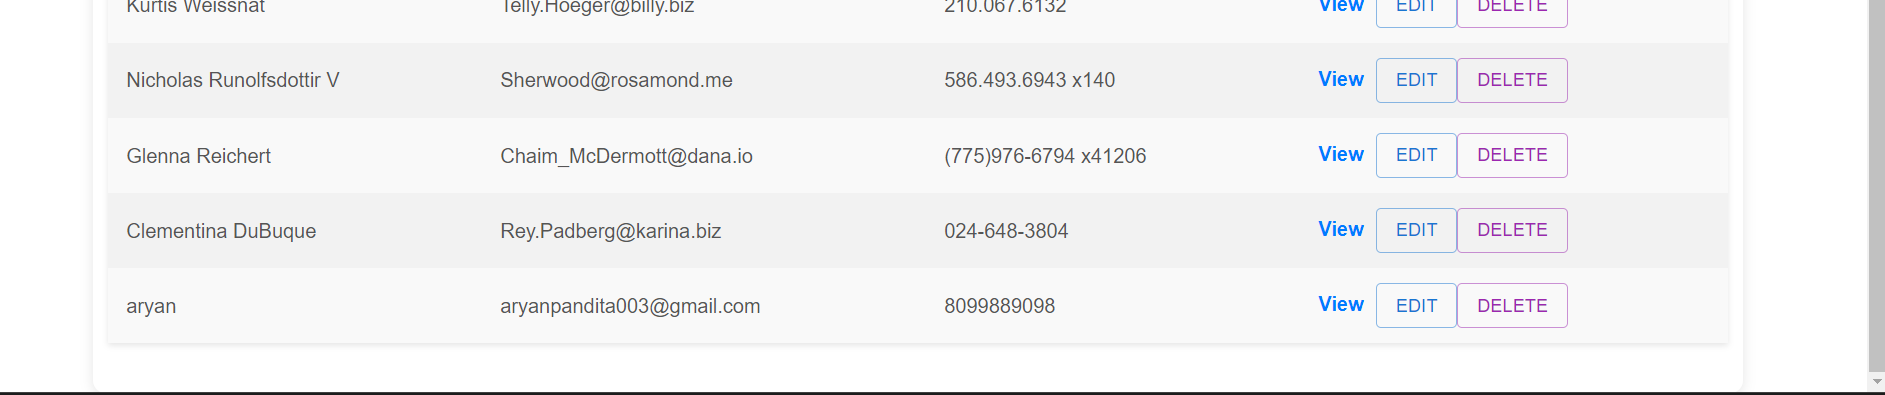 Kurtis Weissnat Telly.Hoeger@billy.biz 210.067.6132 View EDIT DELETE
Nicholas Runolfsdottir V Sherwood@rosamond.me 586.493.6943 x140 View EDIT DELETE
Glenna Reichert Chaim_McDermott@dana.io (775)976-6794 x41206 View EDIT DELETE
Clementina DuBuque Rey.Padberg@karina.biz 024-648-3804 View EDIT DELETE
aryan aryanpandita003@gmail.com 8099889098 View EDIT DELETE